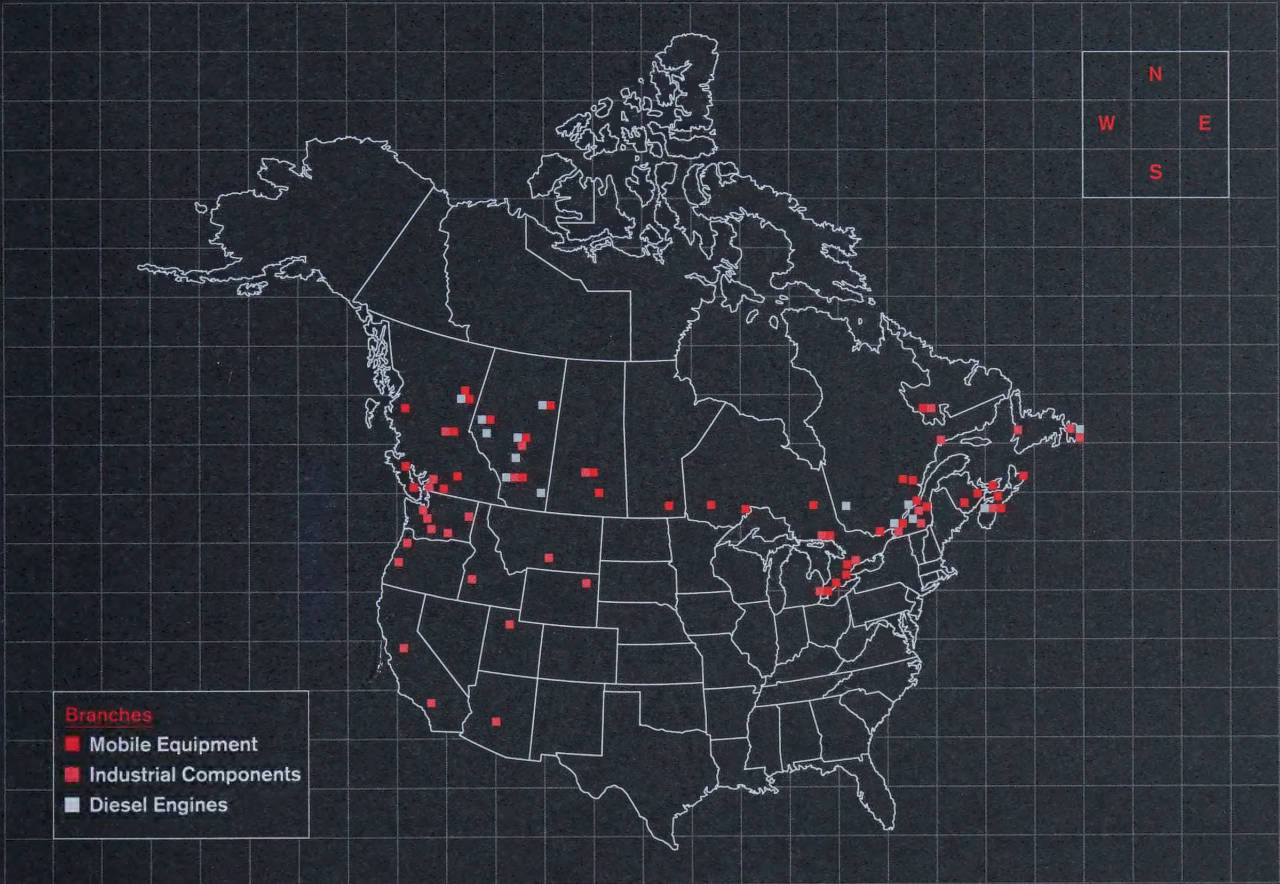 N
W E
S
Branches
Mobile Equipment
Industrial Components
Diesel Engines